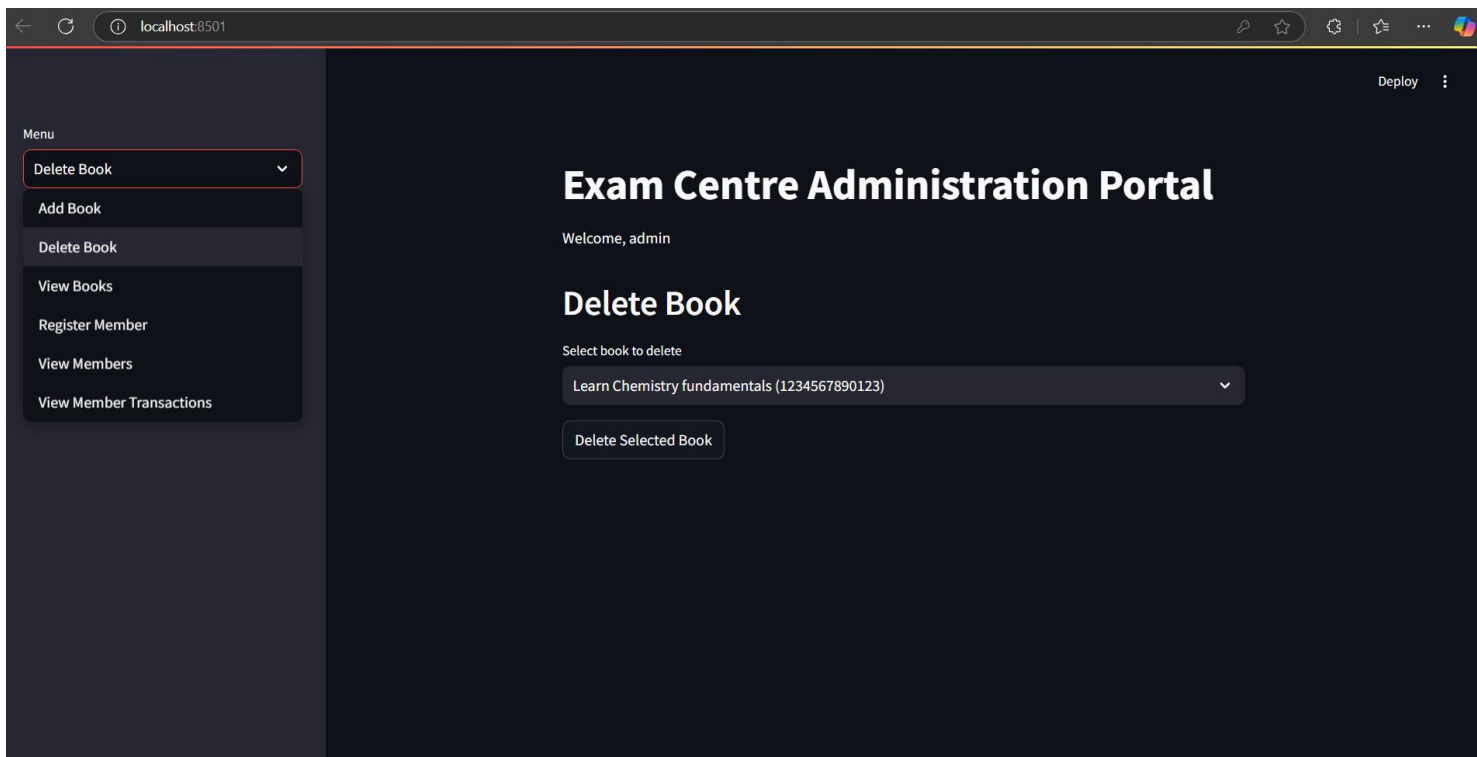 localhost:8501
Deploy
Menu
Delete Book
Add Book
Delete Book
View Books
Register Member
View Members
View Member Transactions
Exam Centre Administration Portal
Welcome, admin
Delete Book
Select book to delete
Learn Chemistry fundamentals (1234567890123)
Delete Selected Book